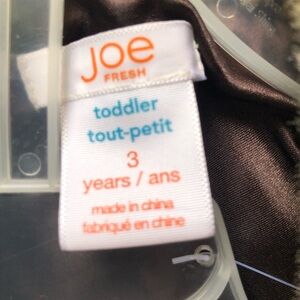 joe
FRESH
toddler
tout-petit
3
years / ans
made in china
fabriqué en chine